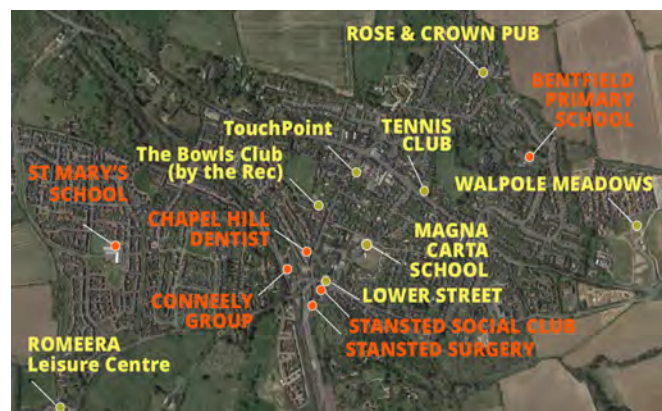 ROSE & CROWN PUB
BENTFIELD
PRIMARY
SCHOOL
TouchPoint
TENNIS
CLUB
The Bowls Club
(by the Rec)
ST MARY'S
SCHOOL
WALPOLE MEADOWS
CHAPEL HILL
DENTIST
MAGNA
CARTA
SCHOOL
CONNEELY
GROUP
LOWER STREET
STANSTED SOCIAL CLUB
STANSTED SURGERY
ROMEERA
Leisure Centre